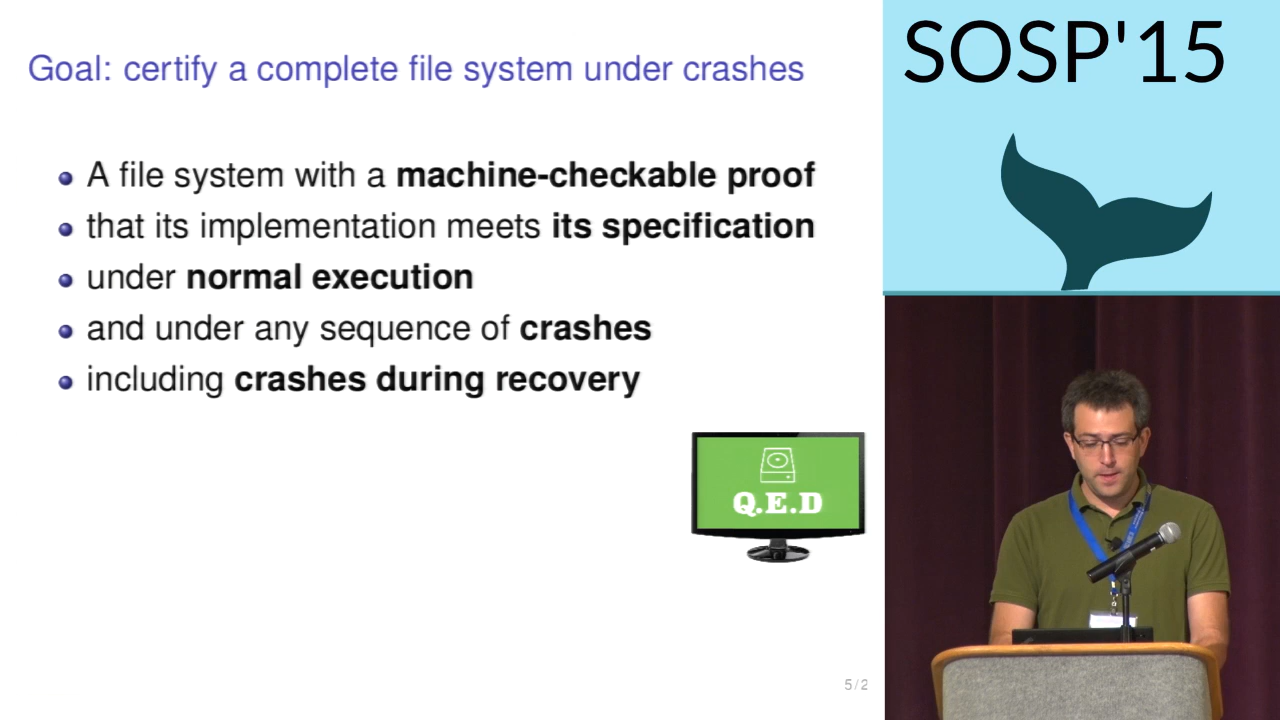 Goal: certify a complete file system under crashes
A file system with a machine-checkable proof
that its implementation meets its specification
under normal execution
and under any sequence of crashes
including crashes during recovery
Q.E.D
5 / 2
SOSP'15